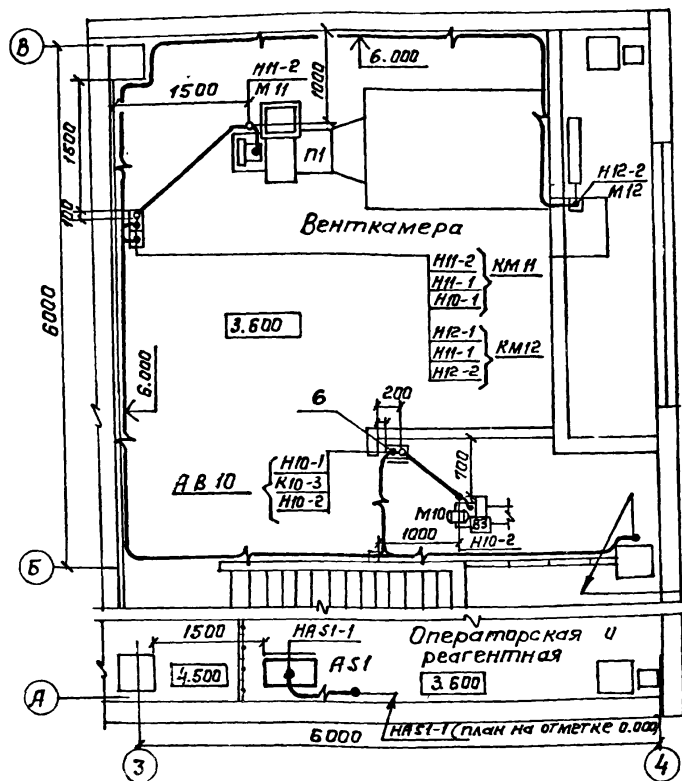 В
6.000
Н11-2
М11
1500
1000
1500
П1
Н12-2
М12
100
Венткамера
Н11-2
Н11-1
Н10-1
КМ11
3.600
Н12-1
Н11-1
Н12-2
КМ12
6000
6.000
200
6
АВ10
Н10-1
К10-3
Н10-2
700
М10
В3
1000
Н10-2
Б
1500
НАS1-1
Операторская и
реагентная
АS1
4.500
3.600
А
НАS1-1 (план на отметке 0.000)
6000
3
4